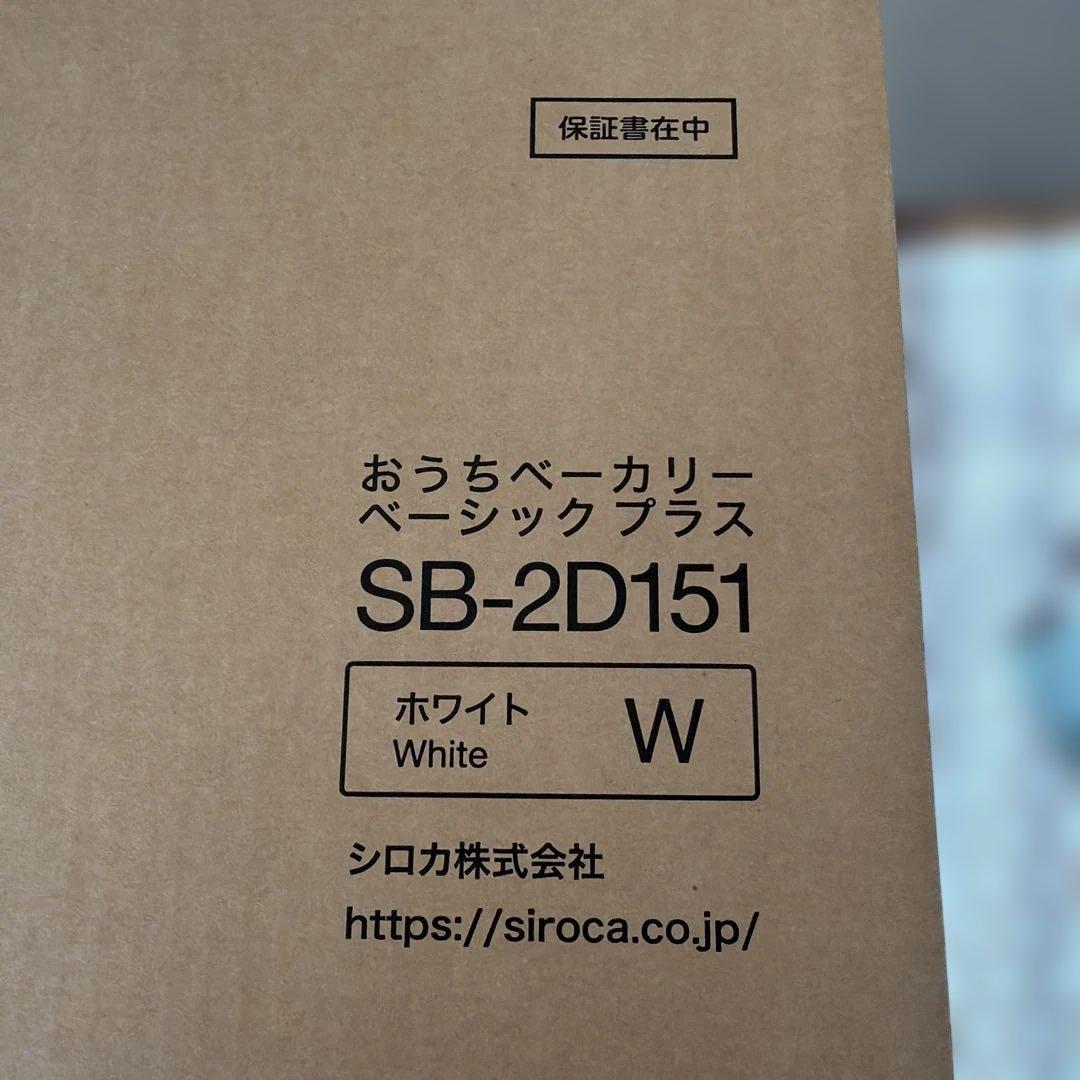 保証書在中
おうちベーカリー
ベーシック プラス
SB-2D151
ホワイト
White
W
シロカ株式会社
https://siroca.co.jp/